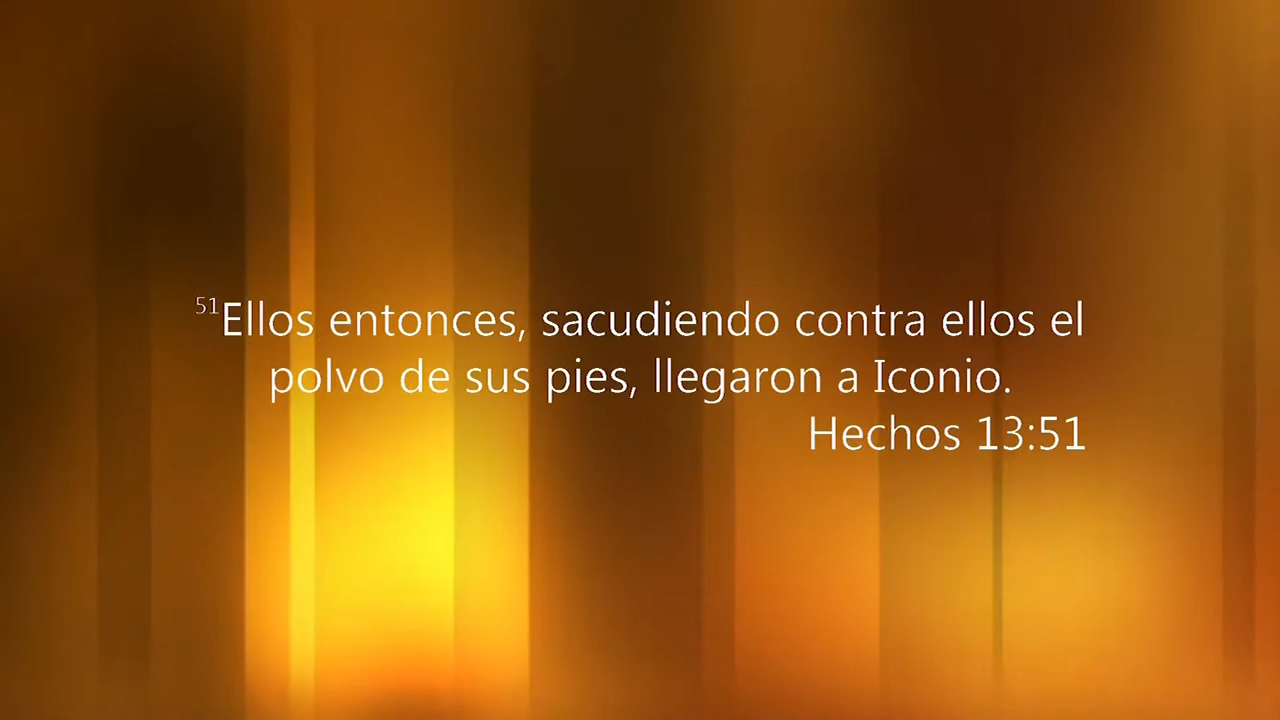 51Ellos entonces, sacudiendo contra ellos el
polvo de sus pies, llegaron a Iconio.
Hechos 13:51